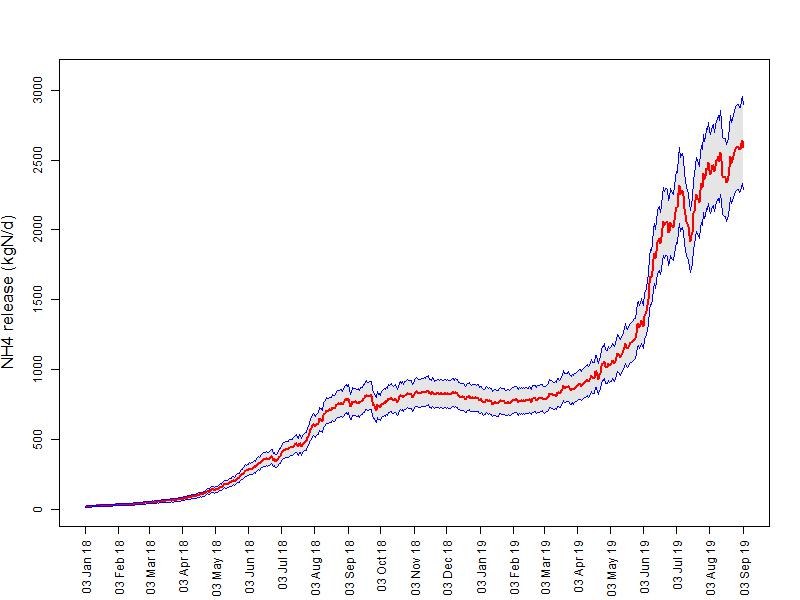 NH4 release (kgN/d)
3000
2500
2000
1500
1000
500
0
03 Jan 18
03 Feb 18
03 Mar 18
03 Apr 18
03 May 18
03 Jun 18
03 Jul 18
03 Aug 18
03 Sep 18
03 Oct 18
03 Nov 18
03 Dec 18
03 Jan 19
03 Feb 19
03 Mar 19
03 Apr 19
03 May 19
03 Jun 19
03 Jul 19
03 Aug 19
03 Sep 19